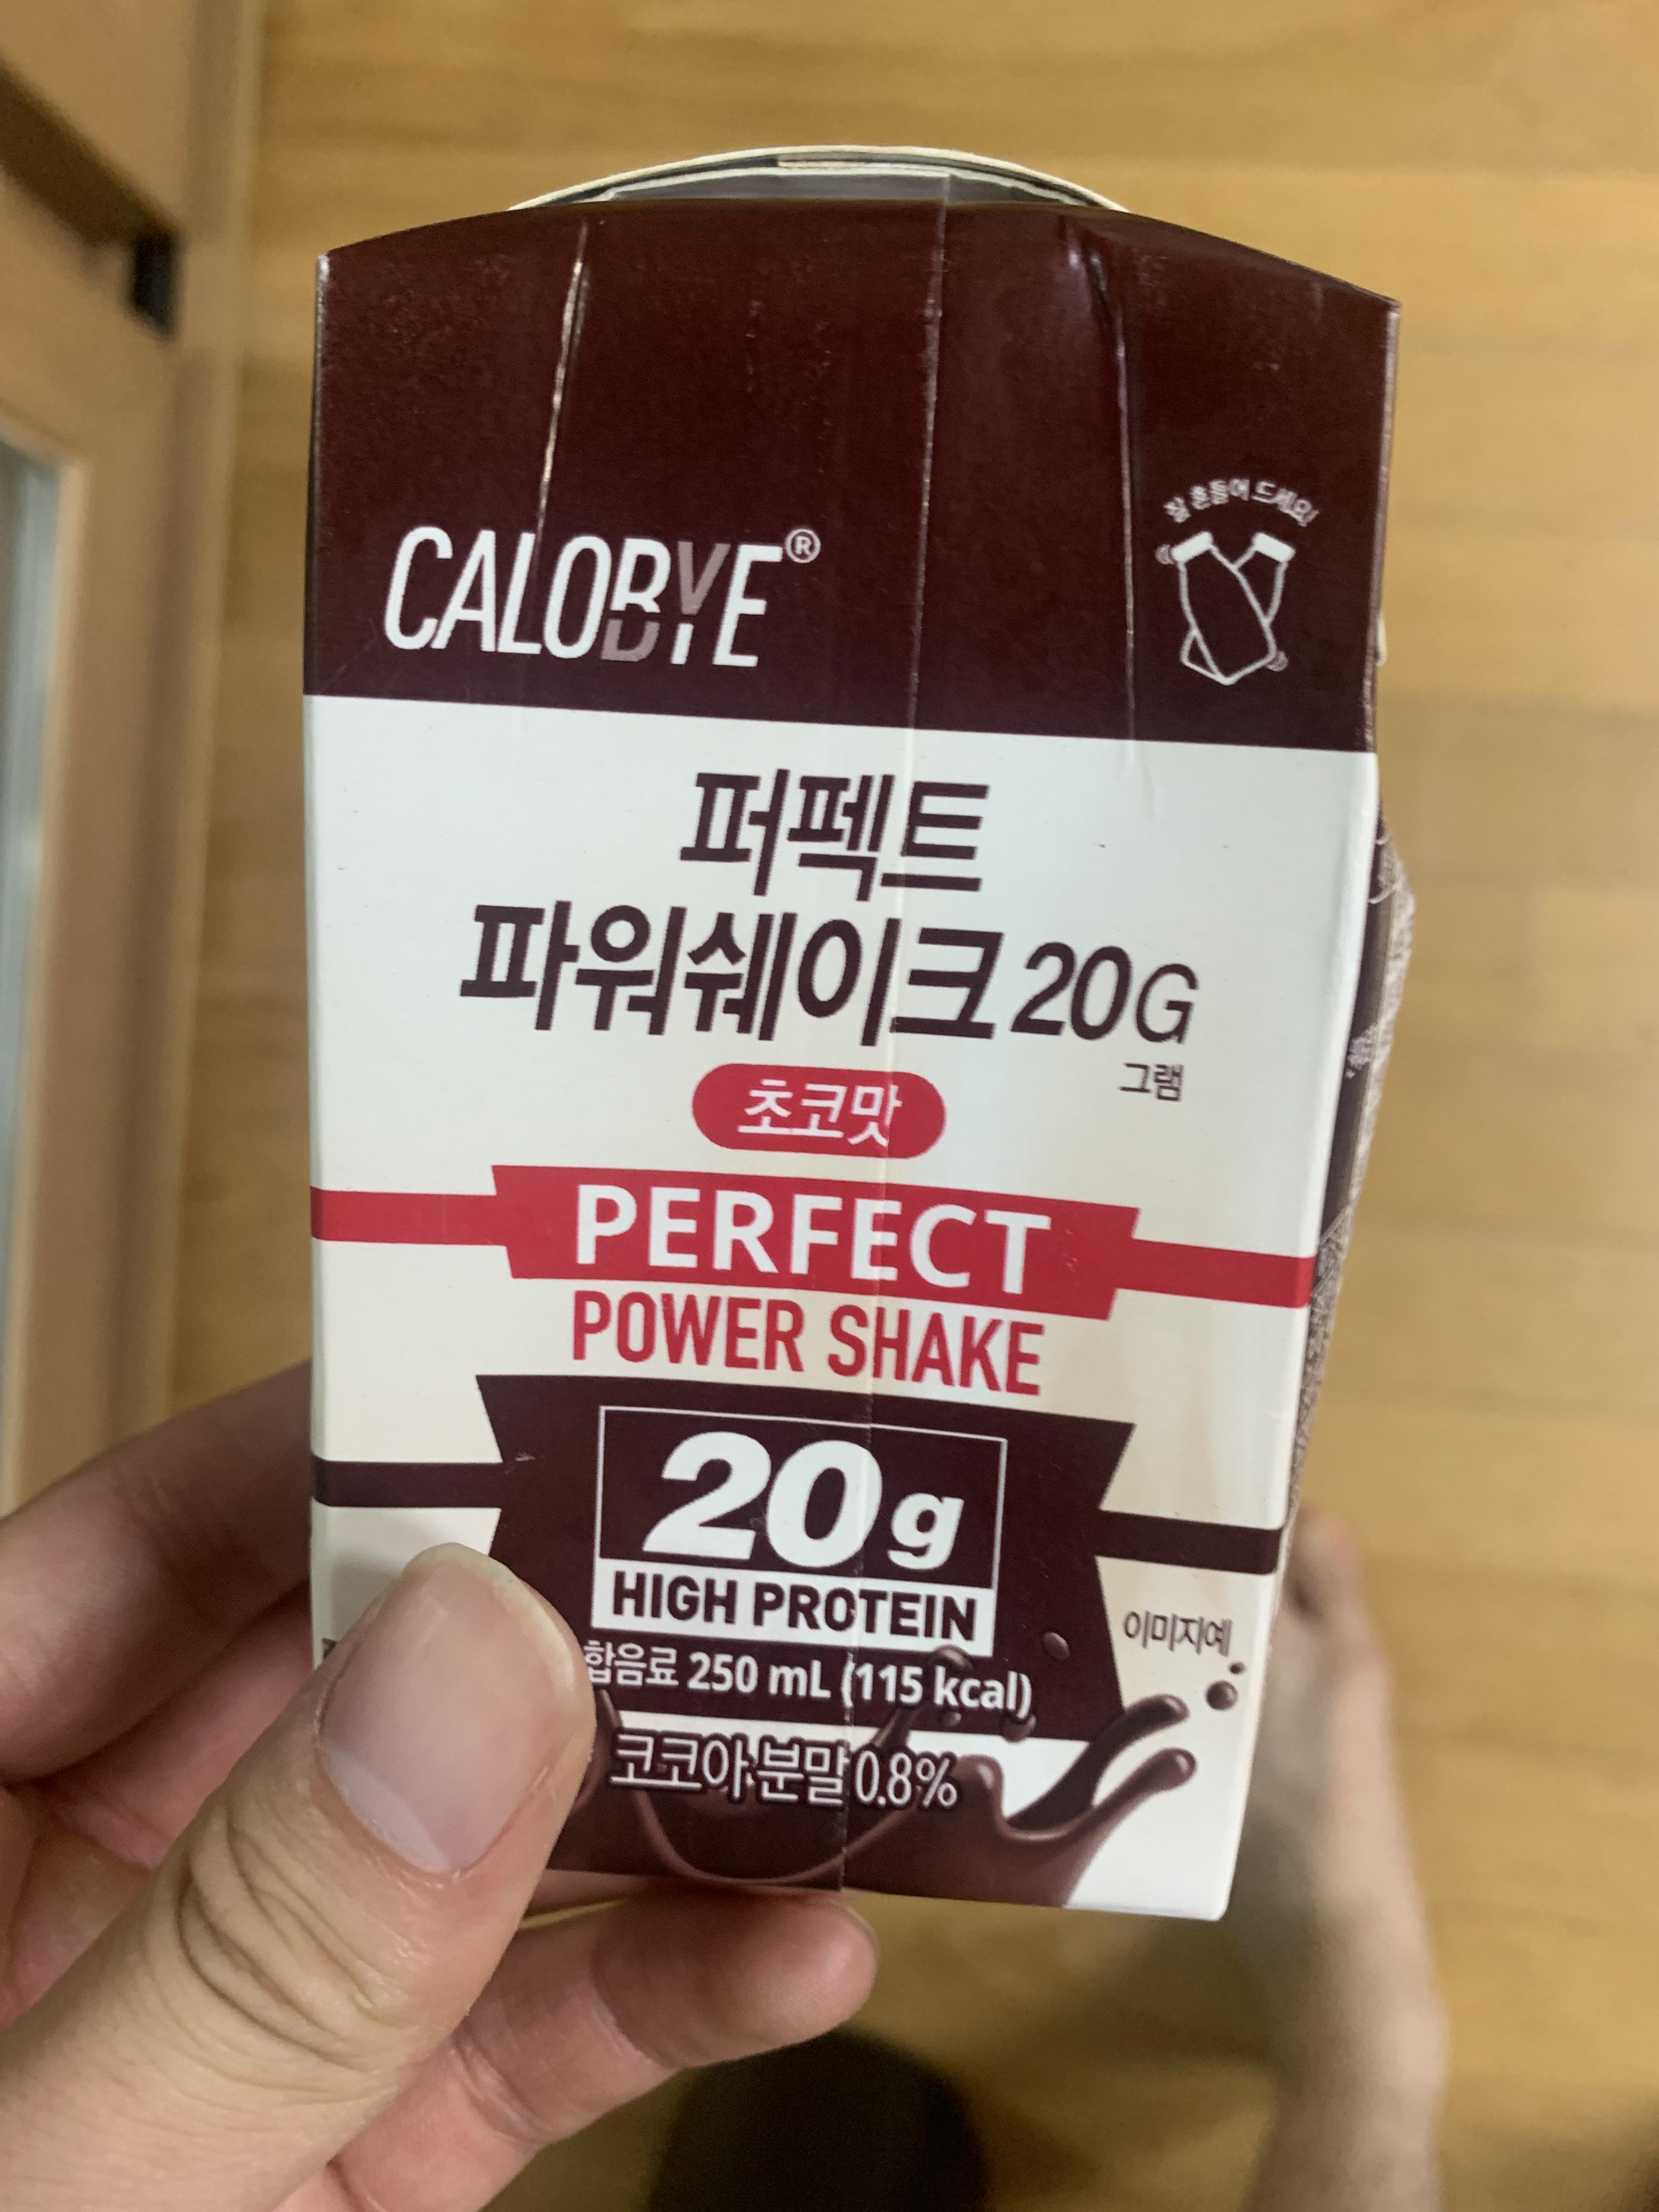 CALOBYE®
잘 흔들어 드세요!
퍼펙트
파워쉐이크 20G
그램
초코맛
PERFECT
POWER SHAKE
20g
HIGH PROTEIN
이미지예
합음료 250 mL (115 kcal)
코코아분말 0.8%